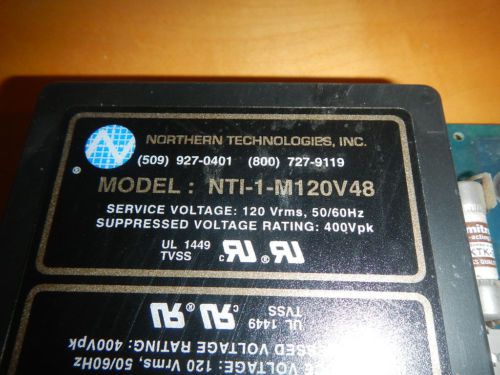 NORTHERN TECHNOLOGIES, INC.
(509) 927-0401 (800) 727-9119
®
MODEL : NTI-1-M120V48
SERVICE VOLTAGE: 120 Vrms, 50/60Hz
SUPPRESSED VOLTAGE RATING: 400Vpk
UL 1449
TVSS
UL 1449
TVSS
VOLTAGE RATING: 400Vpk
VOLTAGE: 120 Vrms, 50/60Hz